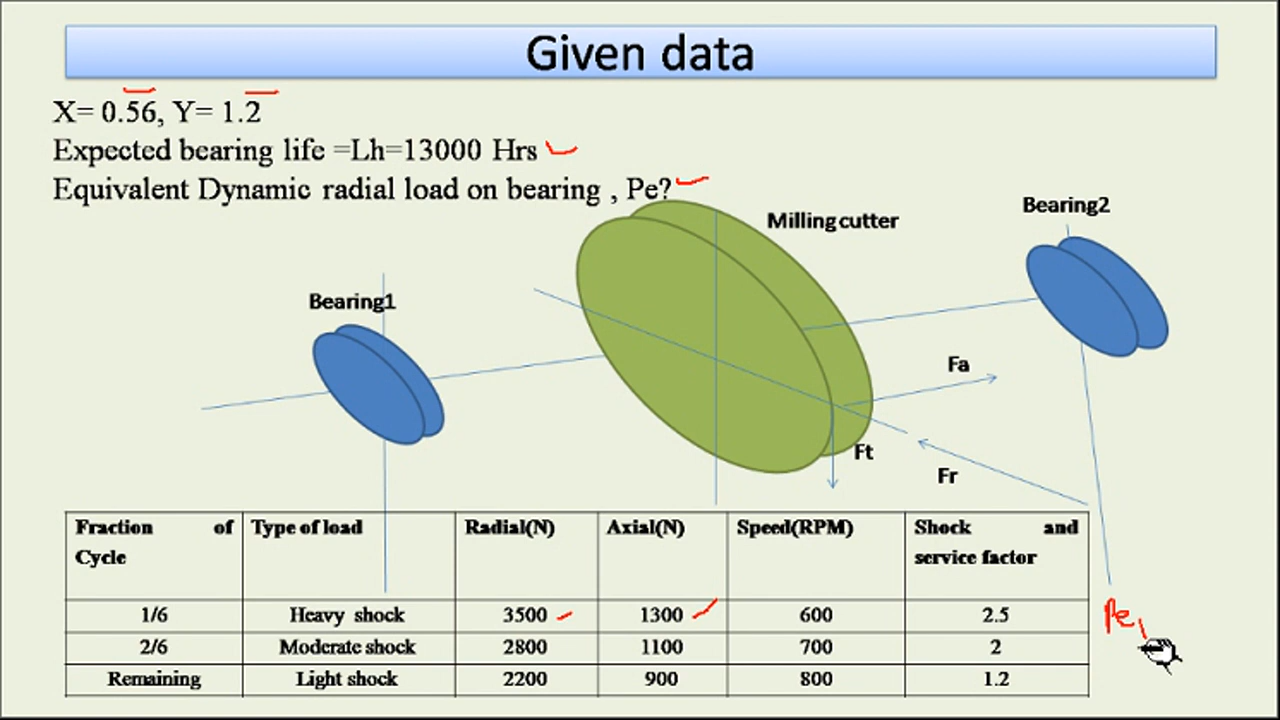 Given data
X= 0.56, Y= 1.2
Expected bearing life =Lh=13000 Hrs
Equivalent Dynamic radial load on bearing , Pe?
Milling cutter
Bearing2
Bearing1
Fa
Ft
Fr
Fraction of Cycle Type of load Radial(N) Axial(N) Speed(RPM) Shock and service factor
1/6 Heavy shock 3500 1300 600 2.5
Pe1
2/6 Moderate shock 2800 1100 700 2
Remaining Light shock 2200 900 800 1.2